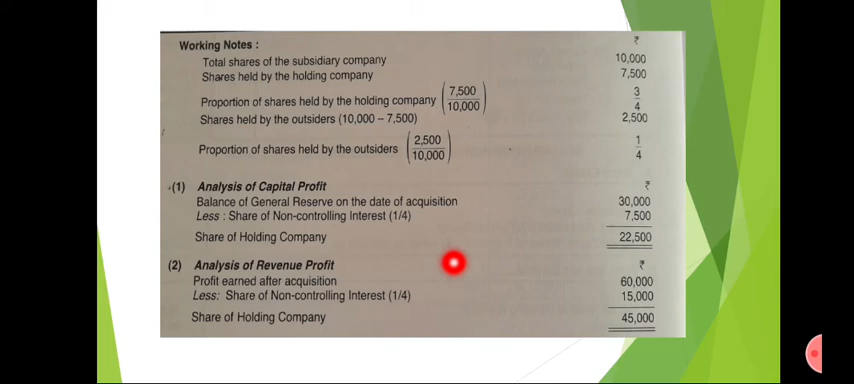 Working Notes :
₹
Total shares of the subsidiary company 10,000
Shares held by the holding company 7,500
Proportion of shares held by the holding company (7,500/10,000) 3/4
Shares held by the outsiders (10,000 – 7,500) 2,500
Proportion of shares held by the outsiders (2,500/10,000) 1/4
(1) Analysis of Capital Profit ₹
Balance of General Reserve on the date of acquisition 30,000
Less : Share of Non-controlling Interest (1/4) 7,500
Share of Holding Company 22,500
(2) Analysis of Revenue Profit ₹
Profit earned after acquisition 60,000
Less: Share of Non-controlling Interest (1/4) 15,000
Share of Holding Company 45,000